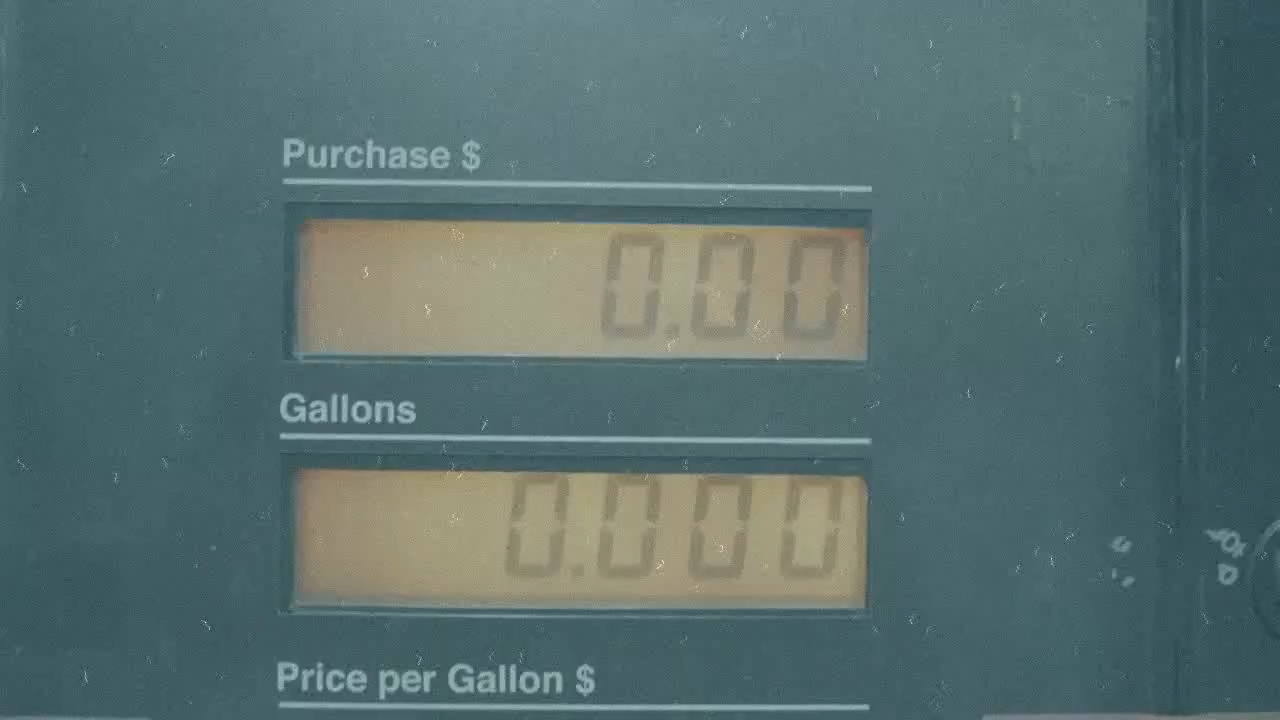 Purchase $
0.00
Gallons
0.000
Price per Gallon $